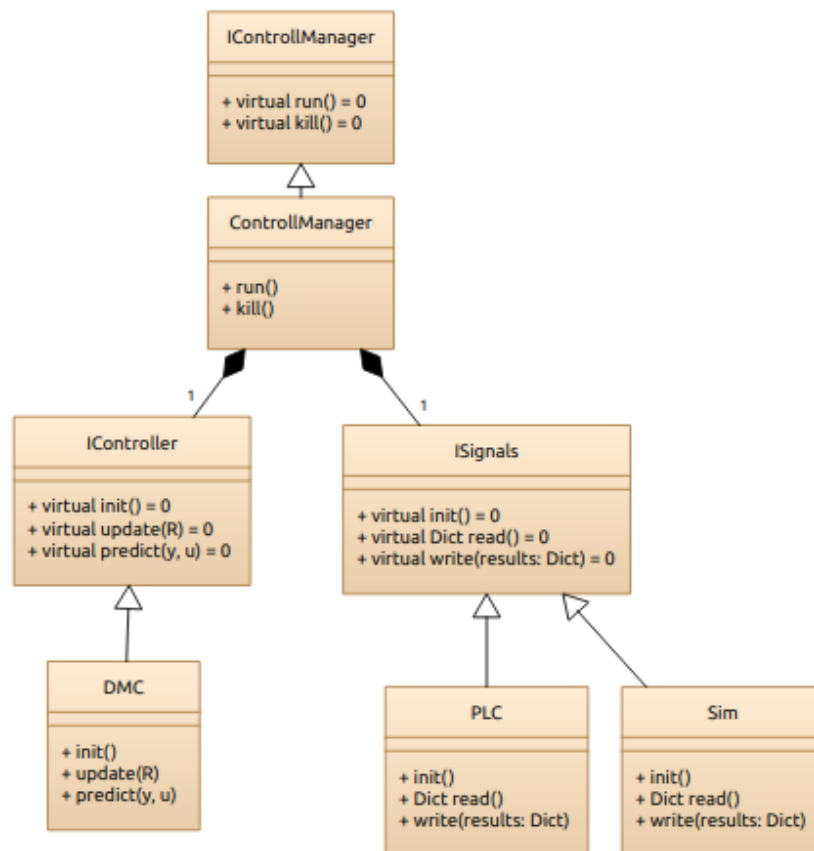 IControllManager
+ virtual run() = 0
+ virtual kill() = 0
ControllManager
+ run()
+ kill()
1
1
IController
+ virtual init() = 0
+ virtual update(R) = 0
+ virtual predict(y, u) = 0
ISignals
+ virtual init() = 0
+ virtual Dict read() = 0
+ virtual write(results: Dict) = 0
DMC
+ init()
+ update(R)
+ predict(y, u)
PLC
+ init()
+ Dict read()
+ write(results: Dict)
Sim
+ init()
+ Dict read()
+ write(results: Dict)